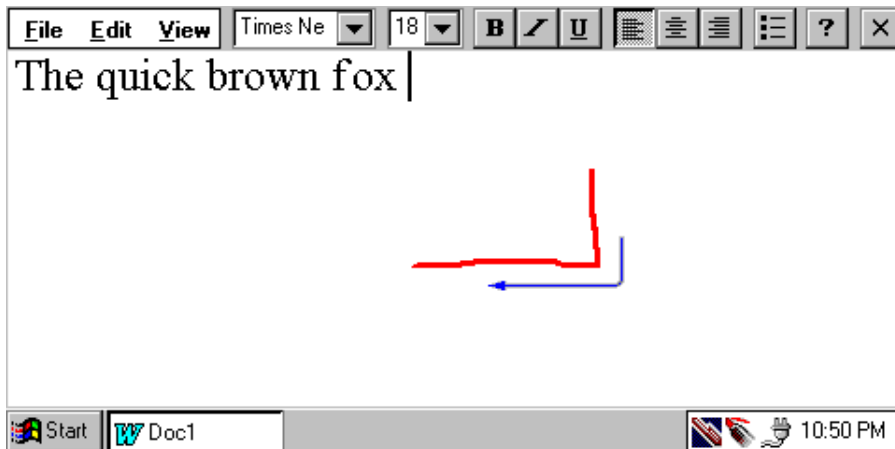 File Edit View Times Ne 18 B I U ? ×
The quick brown fox
Start W Doc1 10:50 PM